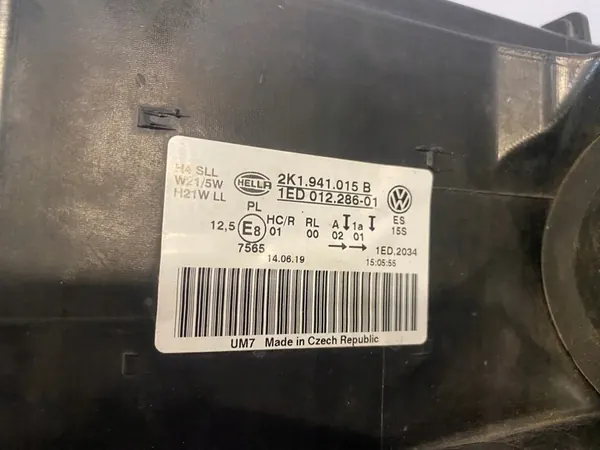 H4 SLL
W21/5W
H21W LL
HELLA
2K1.941.015 B
1ED 012.286-01
PL
ES
15S
12,5 E8 HC/R RL A 1a
01 00 02 01
7565
1ED.2034
14.06.19 15:05:55
UM7 Made in Czech Republic